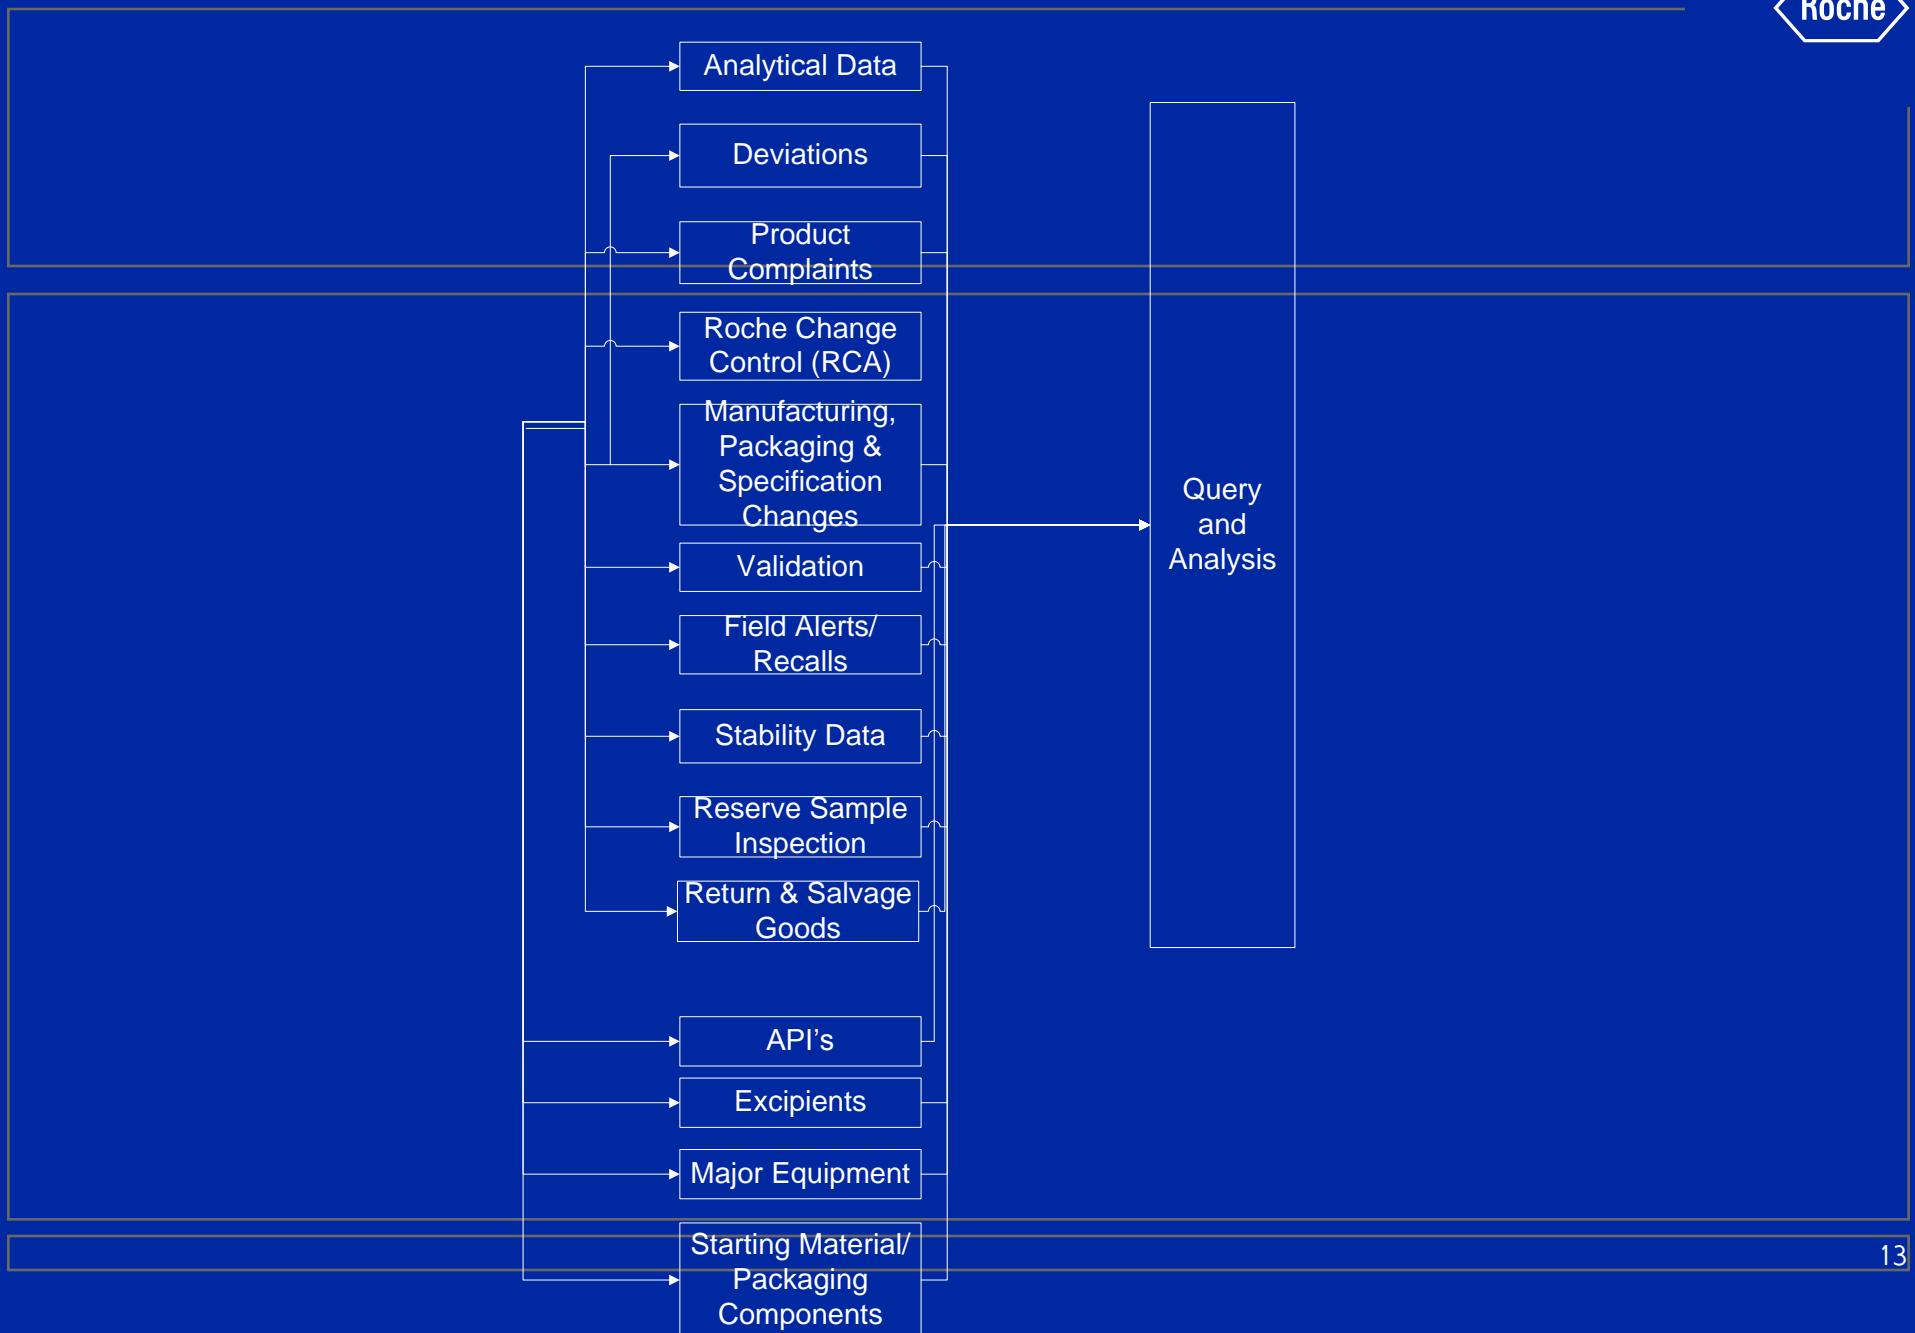 Roche
Analytical Data
Deviations
Product
Complaints
Roche Change
Control (RCA)
Manufacturing,
Packaging &
Specification
Changes
Validation
Field Alerts/
Recalls
Stability Data
Reserve Sample
Inspection
Return & Salvage
Goods
API's
Excipients
Major Equipment
Starting Material/
Packaging
Components
Query
and
Analysis
13